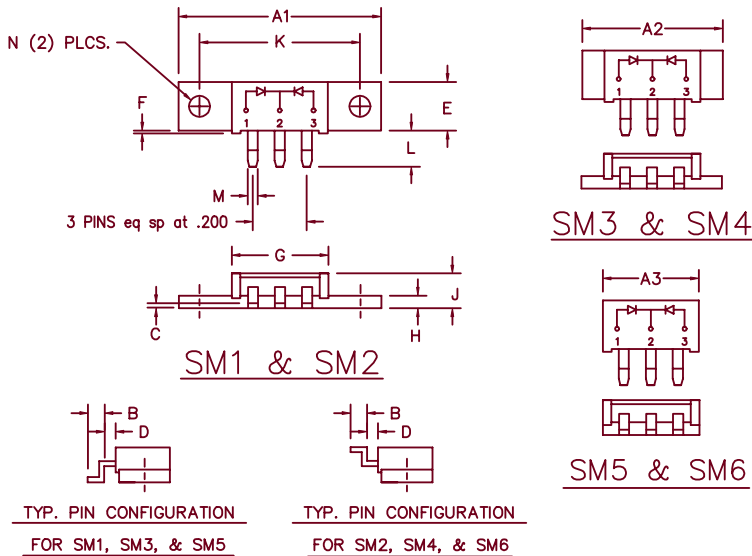 A1
K
N (2) PLCS.
F
1 2 3
E
L
M
3 PINS eq sp at .200
G
C
J
H
SM1 & SM2
A2
1 2 3
SM3 & SM4
A3
1 2 3
SM5 & SM6
B
D
TYP. PIN CONFIGURATION
FOR SM1, SM3, & SM5
B
D
TYP. PIN CONFIGURATION
FOR SM2, SM4, & SM6